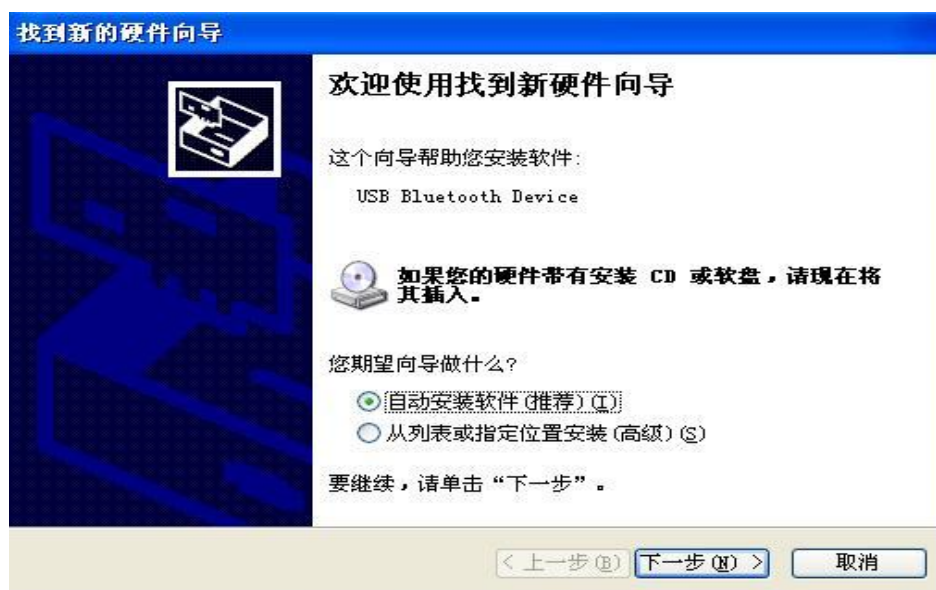 找到新的硬件向导
欢迎使用找到新硬件向导
这个向导帮助您安装软件:
USB Bluetooth Device
如果您的硬件带有安装 CD 或软盘，请现在将
其插入。
您期望向导做什么?
自动安装软件(推荐)(I)
从列表或指定位置安装(高级)(S)
要继续，请单击“下一步”。
< 上一步(B) 下一步(N) > 取消